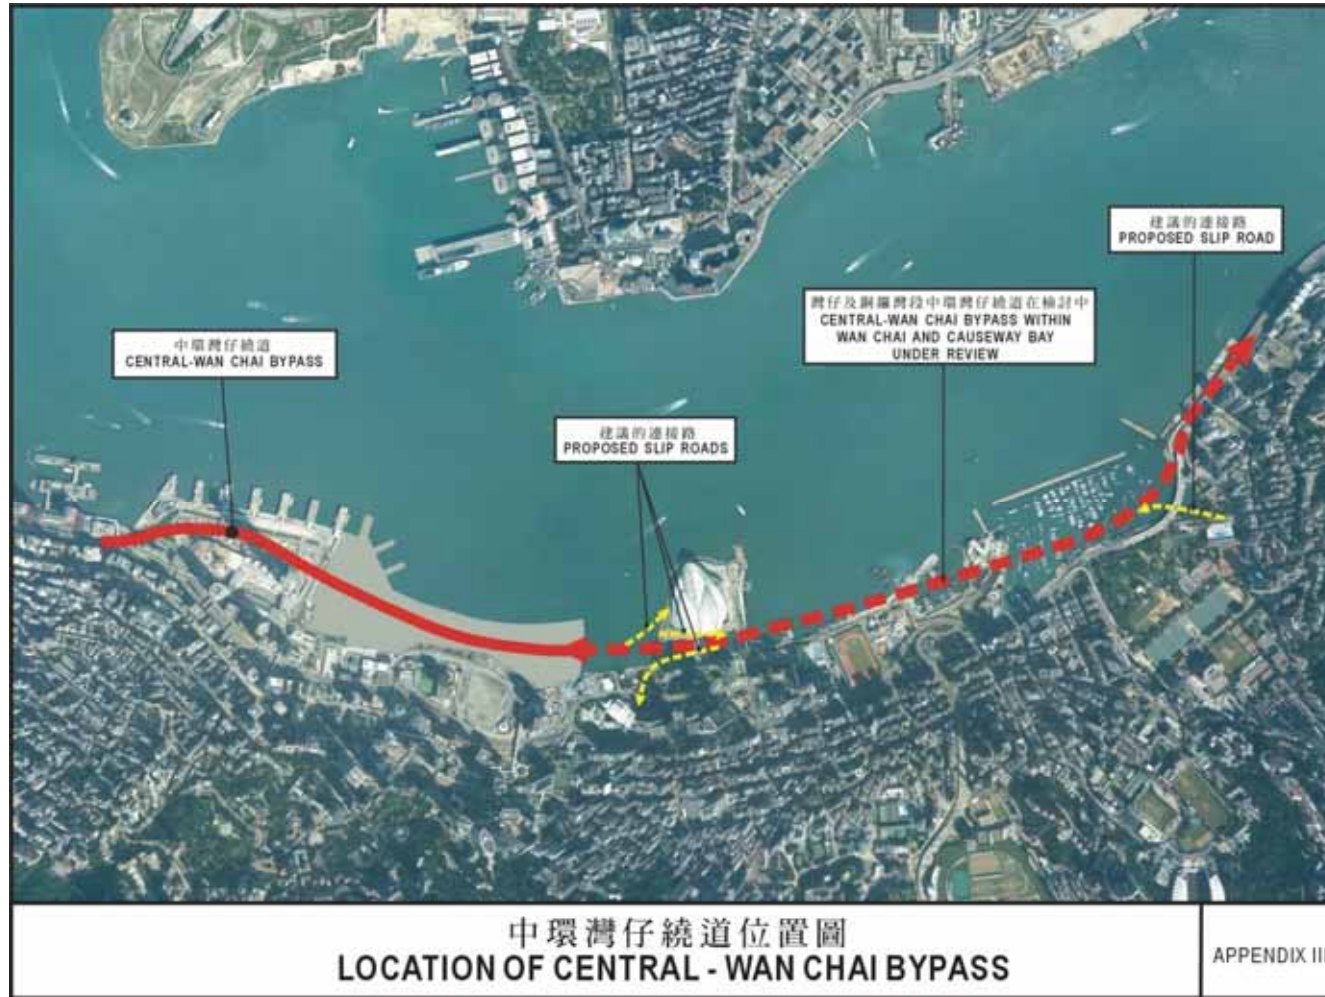 建議的連接路
PROPOSED SLIP ROAD
灣仔及銅鑼灣段中環灣仔繞道在檢討中
CENTRAL-WAN CHAI BYPASS WITHIN
WAN CHAI AND CAUSEWAY BAY
UNDER REVIEW
中環灣仔繞道
CENTRAL-WAN CHAI BYPASS
建議的連接路
PROPOSED SLIP ROADS
中環灣仔繞道位置圖
LOCATION OF CENTRAL - WAN CHAI BYPASS
APPENDIX III